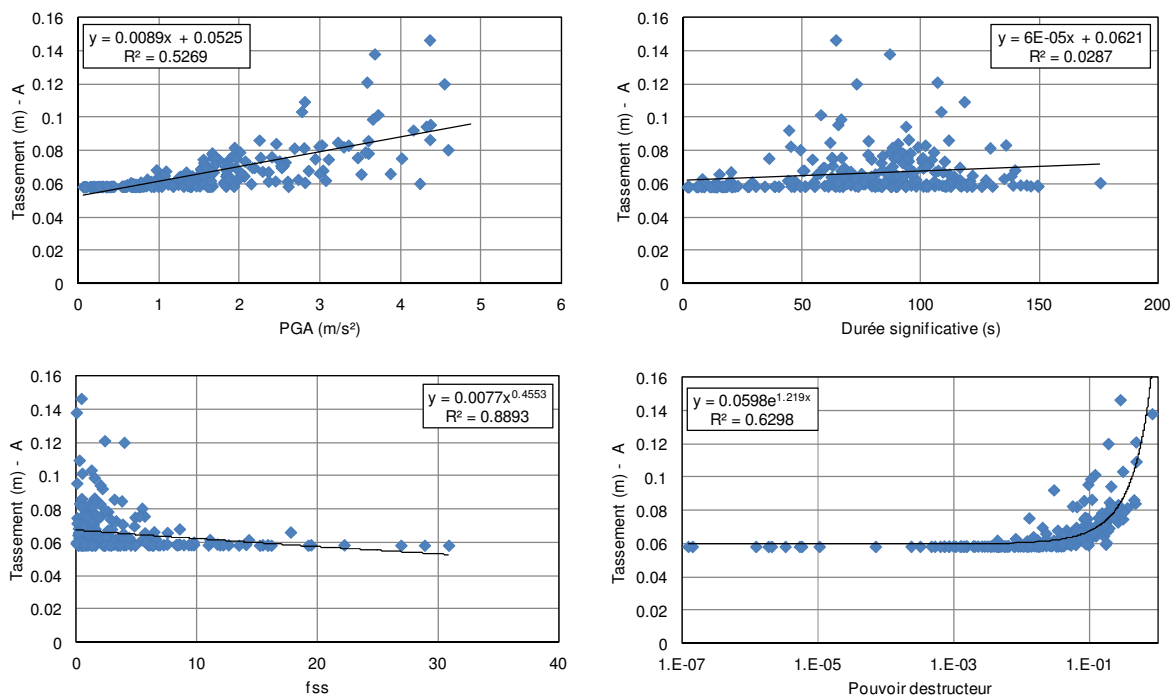 0.16
0.14
0.12
0.1
0.08
0.06
0.04
0.02
0
Tassement (m) - A
y = 0.0089x + 0.0525
R² = 0.5269
0 1 2 3 4 5 6
PGA (m/s²)
0.16
0.14
0.12
0.1
0.08
0.06
0.04
0.02
0
Tassement (m) - A
y = 6E-05x + 0.0621
R² = 0.0287
0 50 100 150 200
Durée significative (s)
0.16
0.14
0.12
0.1
0.08
0.06
0.04
0.02
0
Tassement (m) - A
y = 0.0077x^0.4553
R² = 0.8893
0 10 20 30 40
fss
0.16
0.14
0.12
0.1
0.08
0.06
0.04
0.02
0
Tassement (m) - A
y = 0.0598e^1.219x
R² = 0.6298
1.E-07 1.E-05 1.E-03 1.E-01
Pouvoir destructeur